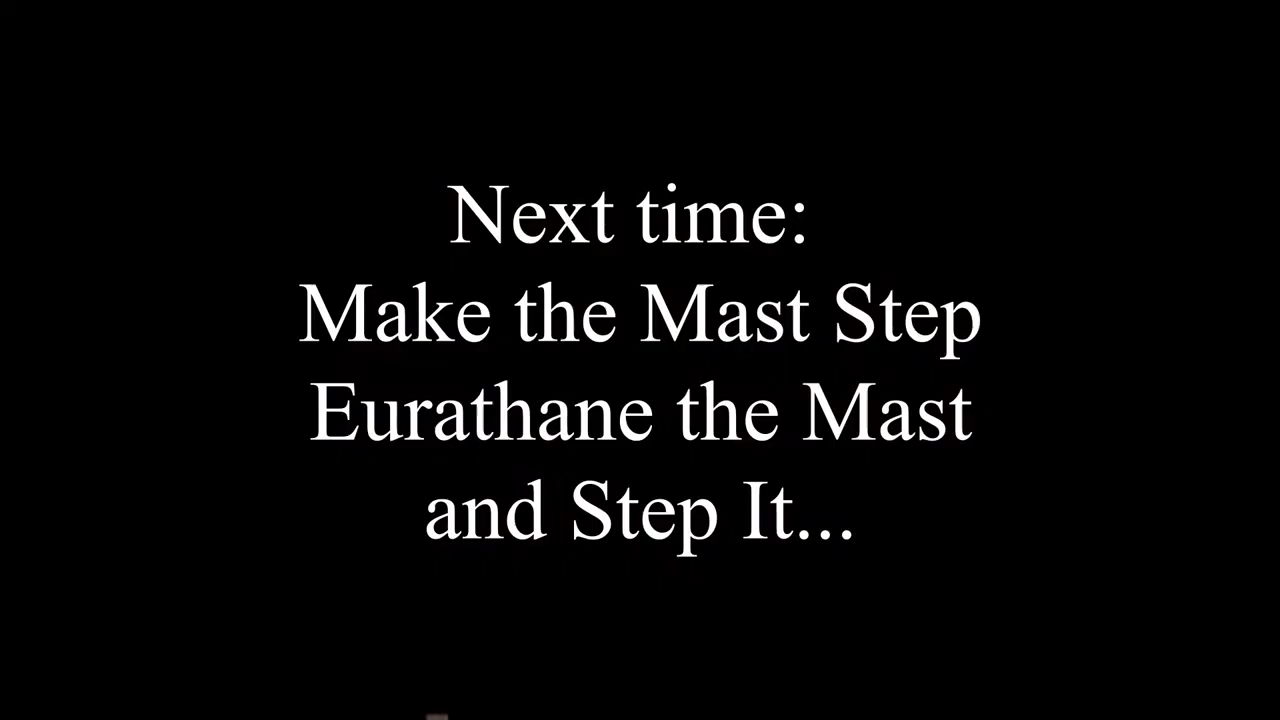 Next time:
Make the Mast Step
Eurathane the Mast
and Step It...